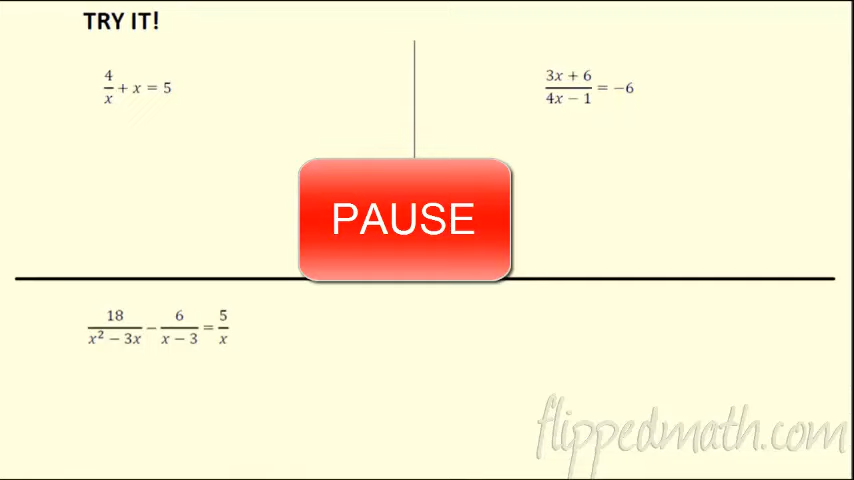 TRY IT!
4/x + x = 5
(3x + 6)/(4x − 1) = −6
PAUSE
18/(x² − 3x) − 6/(x − 3) = 5/x
flippedmath.com